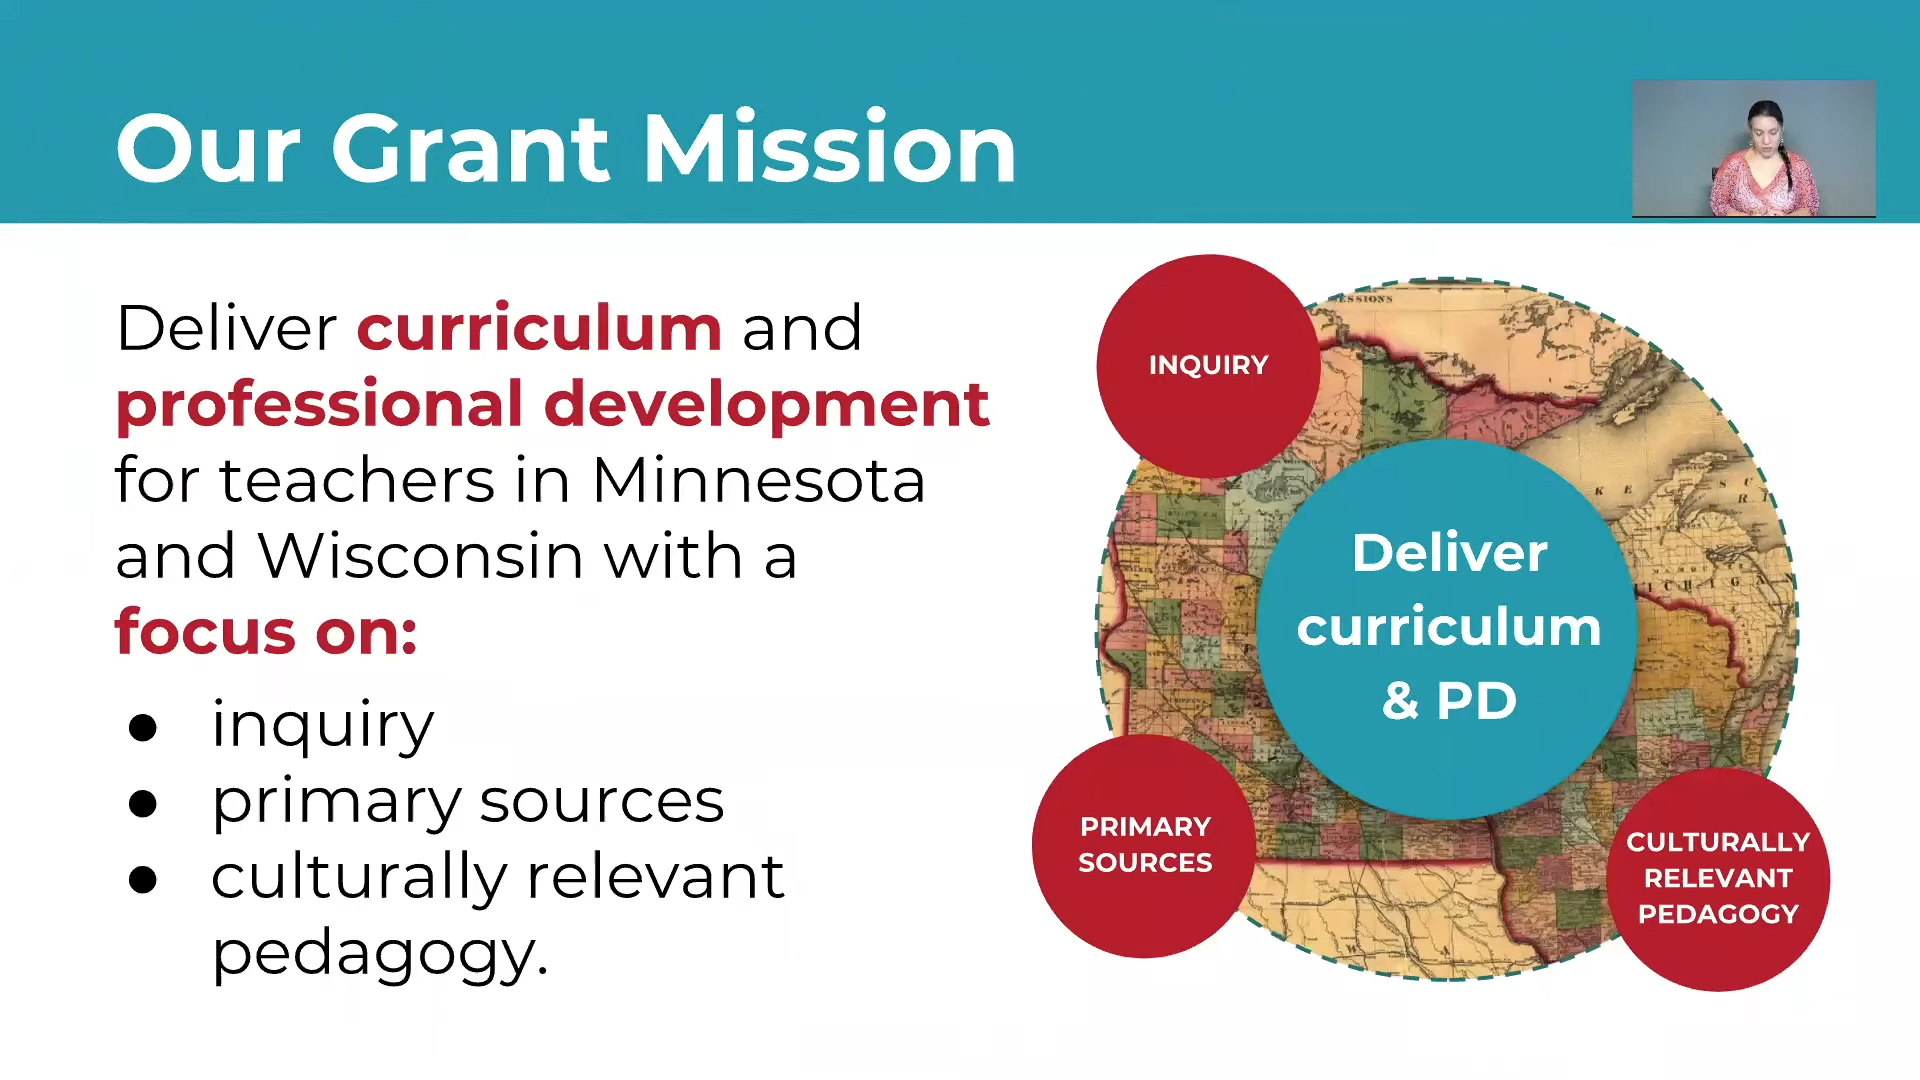 Our Grant Mission
Deliver curriculum and
professional development
for teachers in Minnesota
and Wisconsin with a
focus on:
● inquiry
● primary sources
● culturally relevant
pedagogy.
INQUIRY
Deliver
curriculum
& PD
PRIMARY
SOURCES
CULTURALLY
RELEVANT
PEDAGOGY